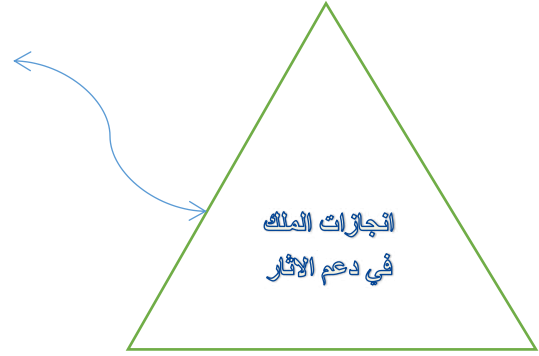 انجازات الملك
في دعم الاثار